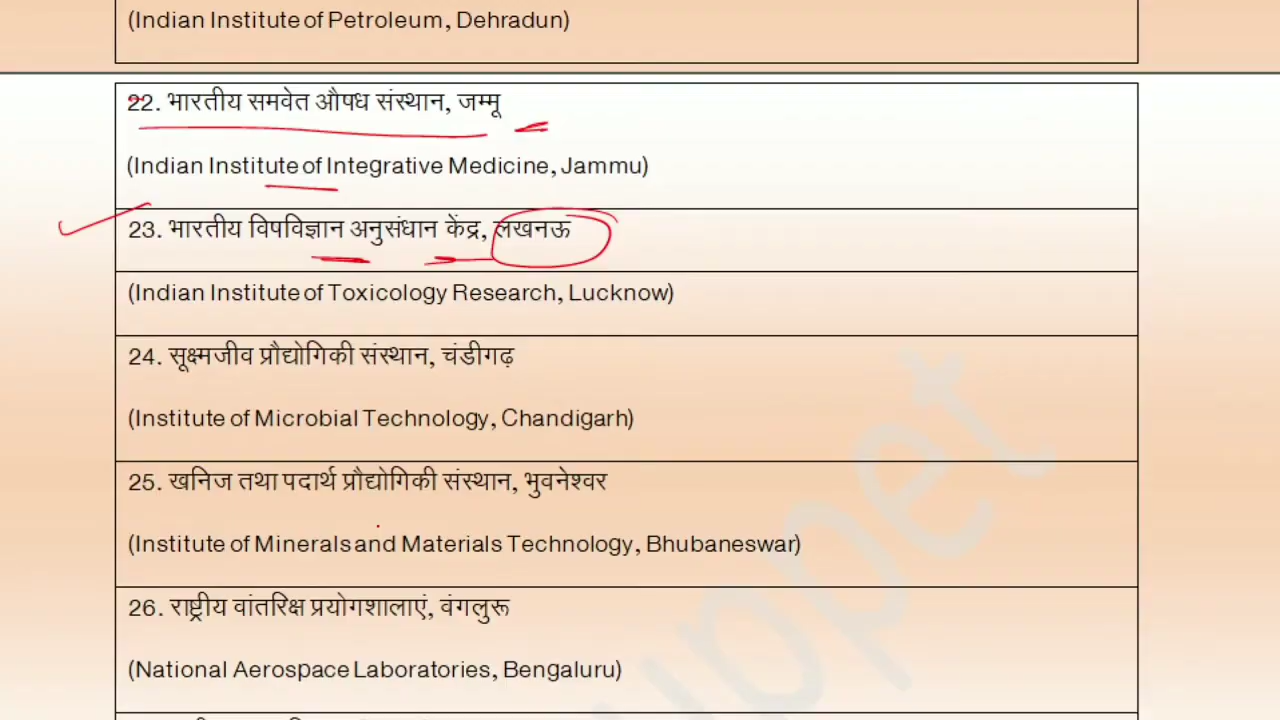 (Indian Institute of Petroleum, Dehradun)
22. भारतीय समवेत औपध संस्थान, जम्मू
(Indian Institute of Integrative Medicine, Jammu)
23. भारतीय विपविज्ञान अनुसंधान केंद्र, लखनऊ
(Indian Institute of Toxicology Research, Lucknow)
24. सूक्ष्मजीव प्रौद्योगिकी संस्थान, चंडीगढ़
(Institute of Microbial Technology, Chandigarh)
25. खनिज तथा पदार्थ प्रौद्योगिकी संस्थान, भुवनेश्वर
(Institute of Minerals and Materials Technology, Bhubaneswar)
26. राष्ट्रीय वांतरिक्ष प्रयोगशालाएं, वंगलुरू
(National Aerospace Laboratories, Bengaluru)